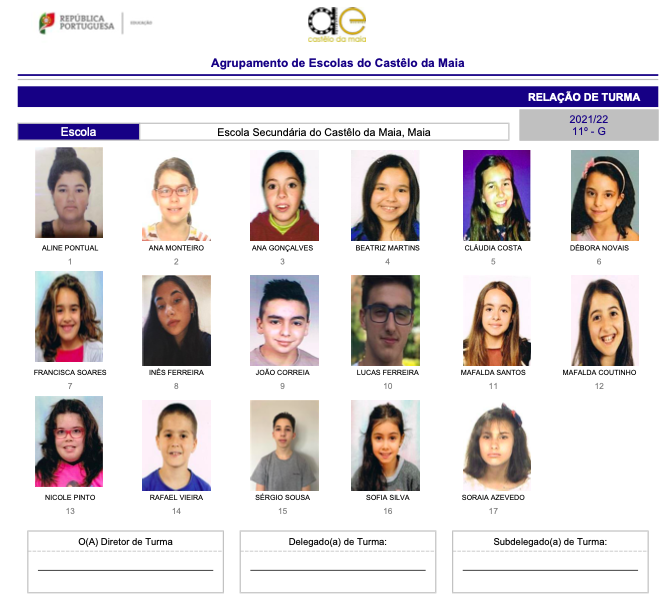 REPÚBLICA
PORTUGUESA
EDUCAÇÃO
ae
castêlo da maia
Agrupamento de Escolas do Castêlo da Maia
RELAÇÃO DE TURMA
2021/22
11º - G
Escola
Escola Secundária do Castêlo da Maia, Maia
ALINE PONTUAL
ANA MONTEIRO
ANA GONÇALVES
BEATRIZ MARTINS
CLÁUDIA COSTA
DÉBORA NOVAIS
1
2
3
4
5
6
FRANCISCA SOARES
INÊS FERREIRA
JOÃO CORREIA
LUCAS FERREIRA
MAFALDA SANTOS
MAFALDA COUTINHO
7
8
9
10
11
12
NICOLE PINTO
RAFAEL VIEIRA
SÉRGIO SOUSA
SOFIA SILVA
SORAIA AZEVEDO
13
14
15
16
17
O(A) Diretor de Turma
Delegado(a) de Turma:
Subdelegado(a) de Turma: